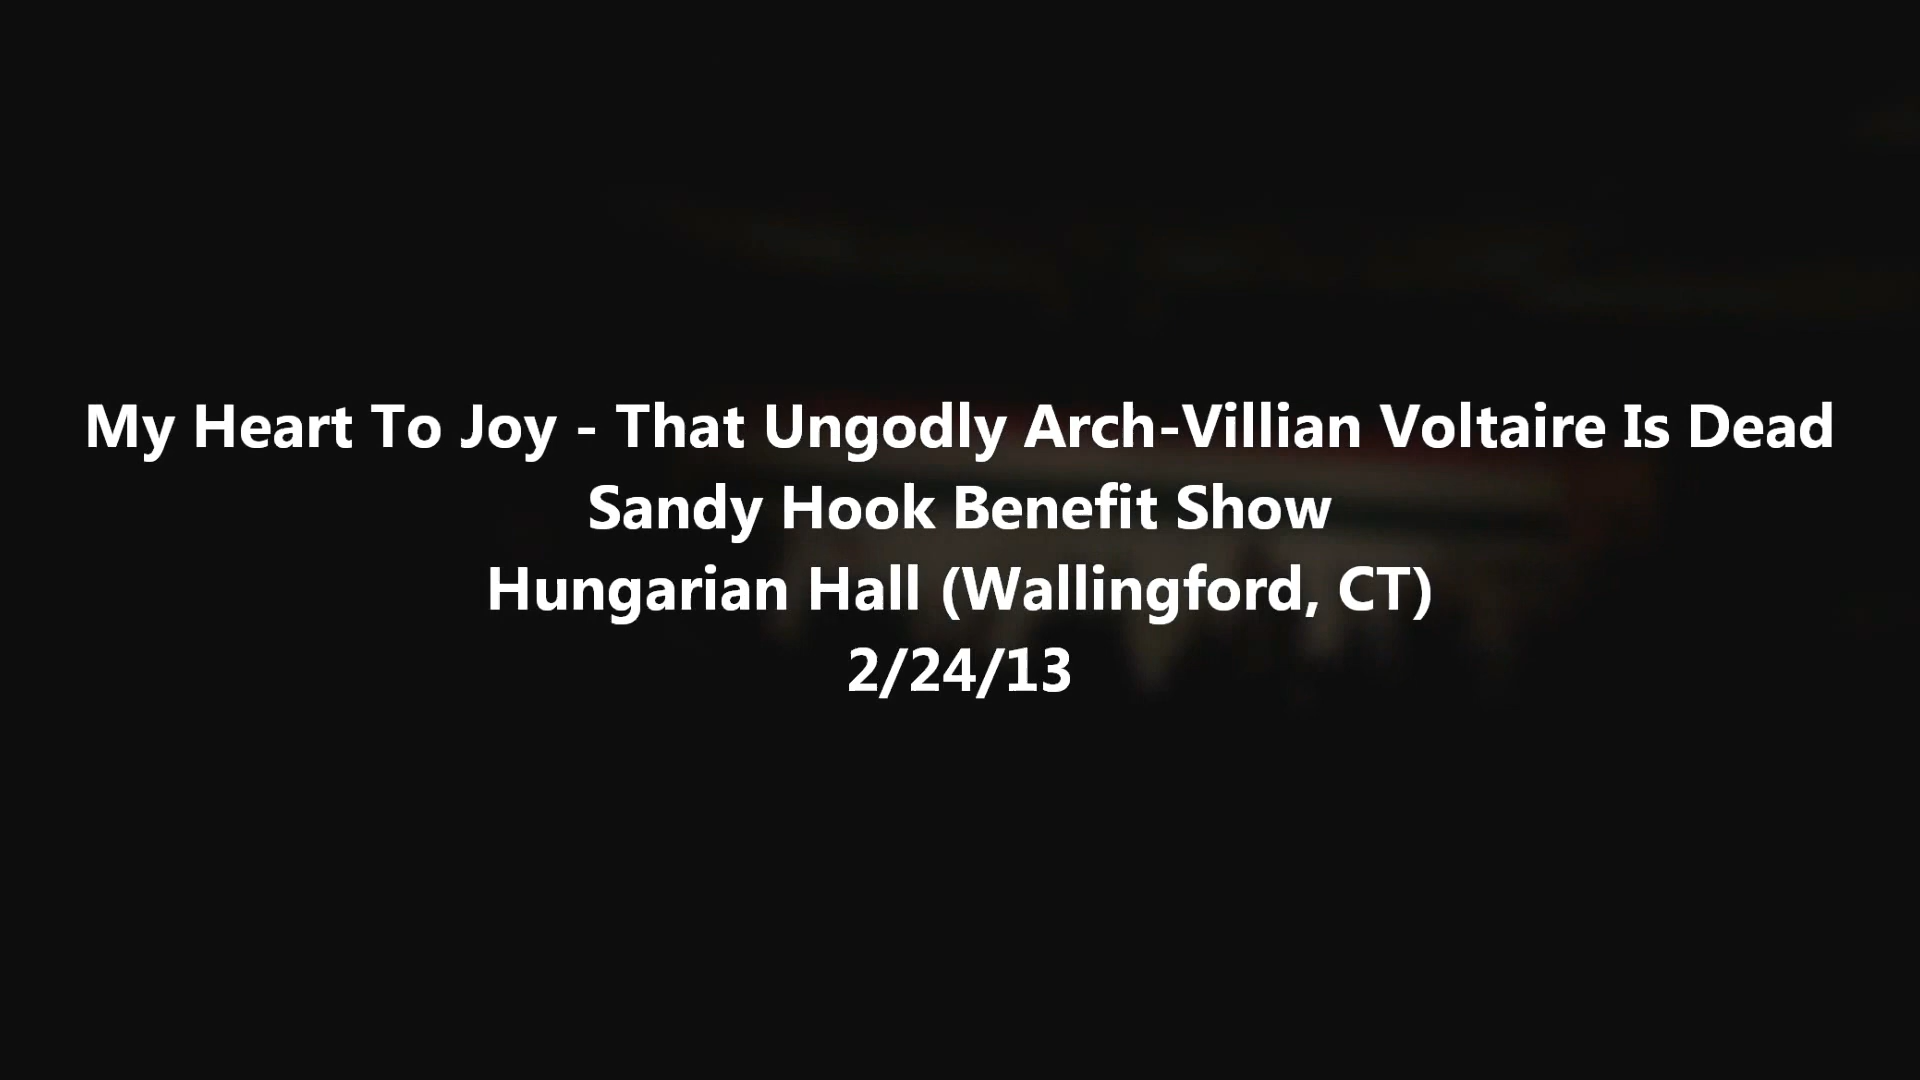 My Heart To Joy - That Ungodly Arch-Villian Voltaire Is Dead
Sandy Hook Benefit Show
Hungarian Hall (Wallingford, CT)
2/24/13